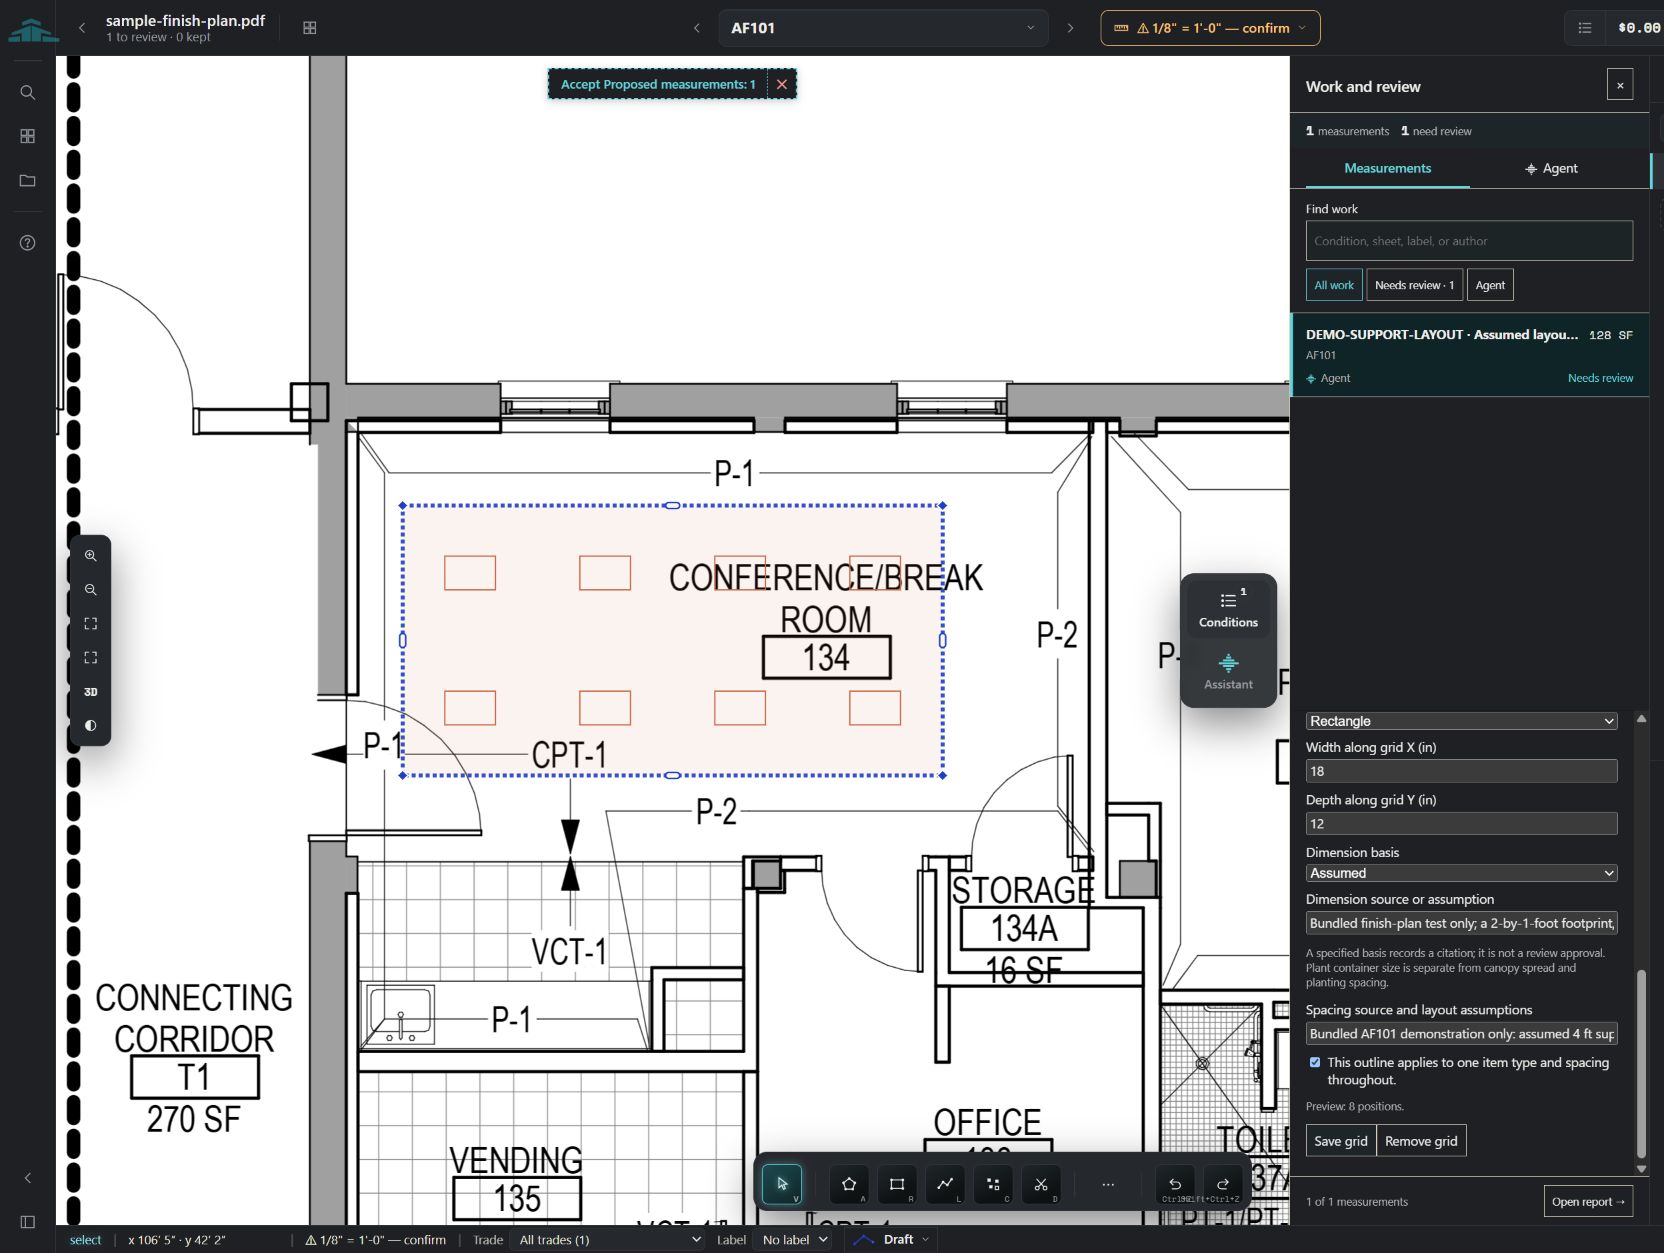 sample-finish-plan.pdf
1 to review · 0 kept
AF101
⚠ 1/8" = 1'-0" — confirm
$0.00
Accept Proposed measurements: 1
Work and review
1 measurements 1 need review
Measurements
Agent
Find work
Condition, sheet, label, or author
All work
Needs review · 1
Agent
DEMO-SUPPORT-LAYOUT · Assumed layou... 128 SF
AF101
Agent
Needs review
Rectangle
Width along grid X (in)
18
Depth along grid Y (in)
12
Dimension basis
Assumed
Dimension source or assumption
Bundled finish-plan test only; a 2-by-1-foot footprint,
A specified basis records a citation; it is not a review approval.
Plant container size is separate from canopy spread and
planting spacing.
Spacing source and layout assumptions
Bundled AF101 demonstration only: assumed 4 ft sup
This outline applies to one item type and spacing
throughout.
Preview: 8 positions.
Save grid
Remove grid
1 of 1 measurements
Open report →
P-1
CONFERENCE/BREAK
ROOM
134
P-2
P-
P-1
CPT-1
P-2
STORAGE
134A
16 SF
VCT-1
P-1
CONNECTING
CORRIDOR
T1
270 SF
VENDING
135
OFFICE
TOIL
37A
3D
Conditions
1
Assistant
V
A
R
L
C
D
select
x 106' 5" · y 42' 2"
⚠ 1/8" = 1'-0" — confirm
Trade
All trades (1)
Label
No label
Draft